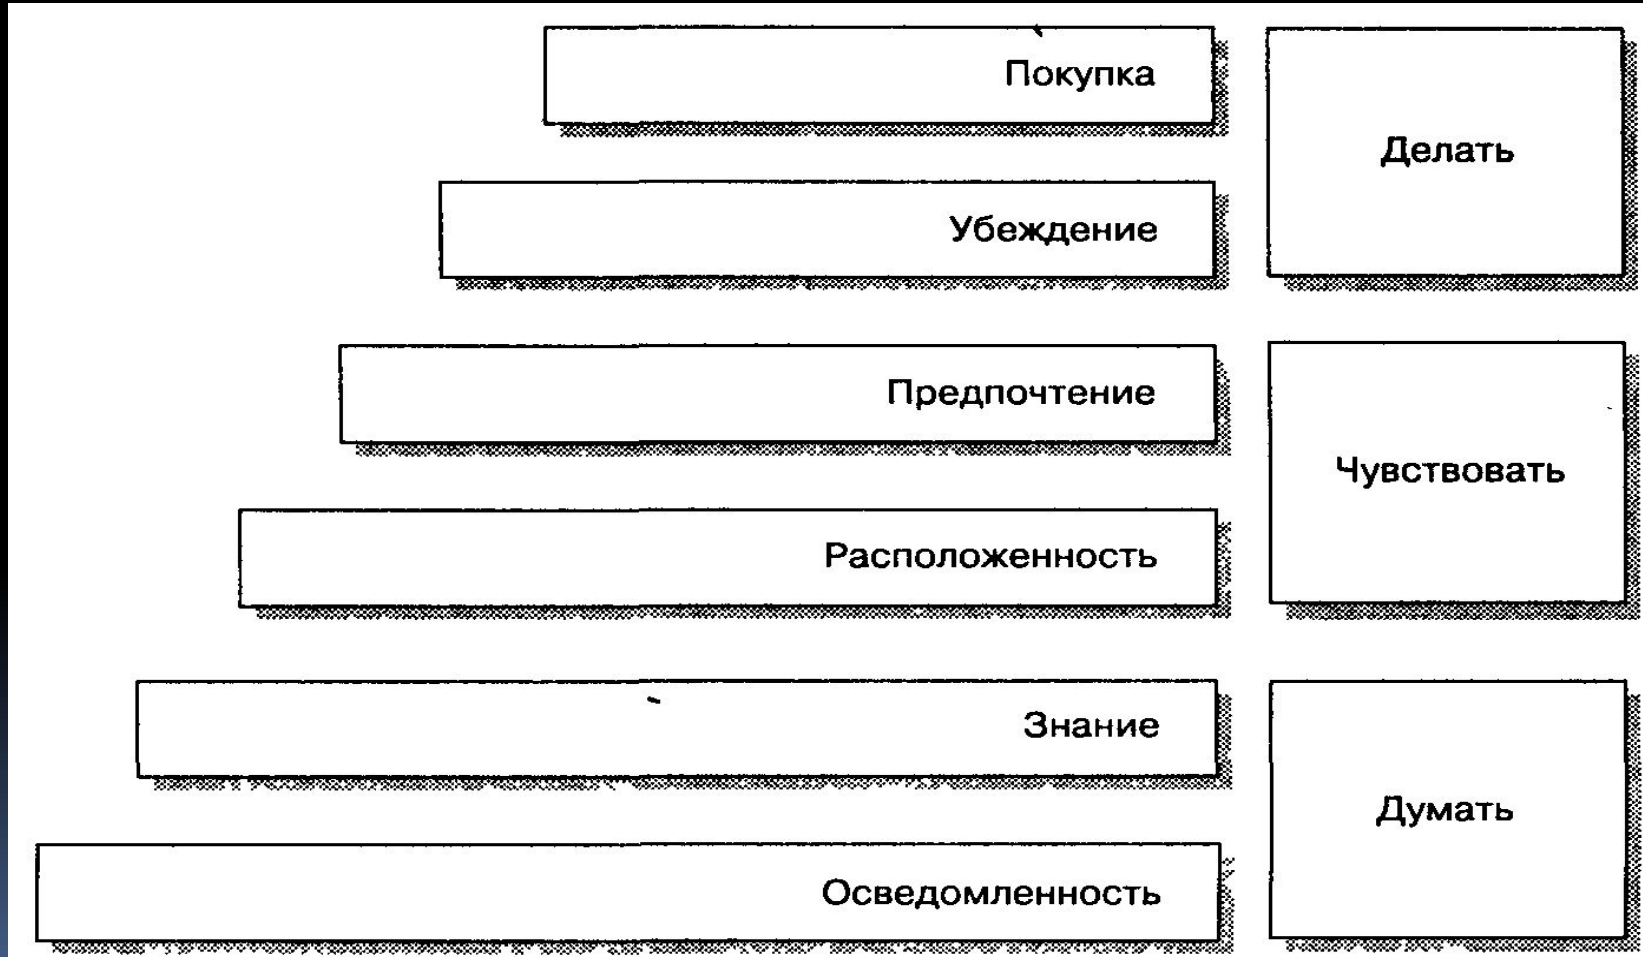 Покупка
Делать
Убеждение
Предпочтение
Чувствовать
Расположенность
Знание
Думать
Осведомленность